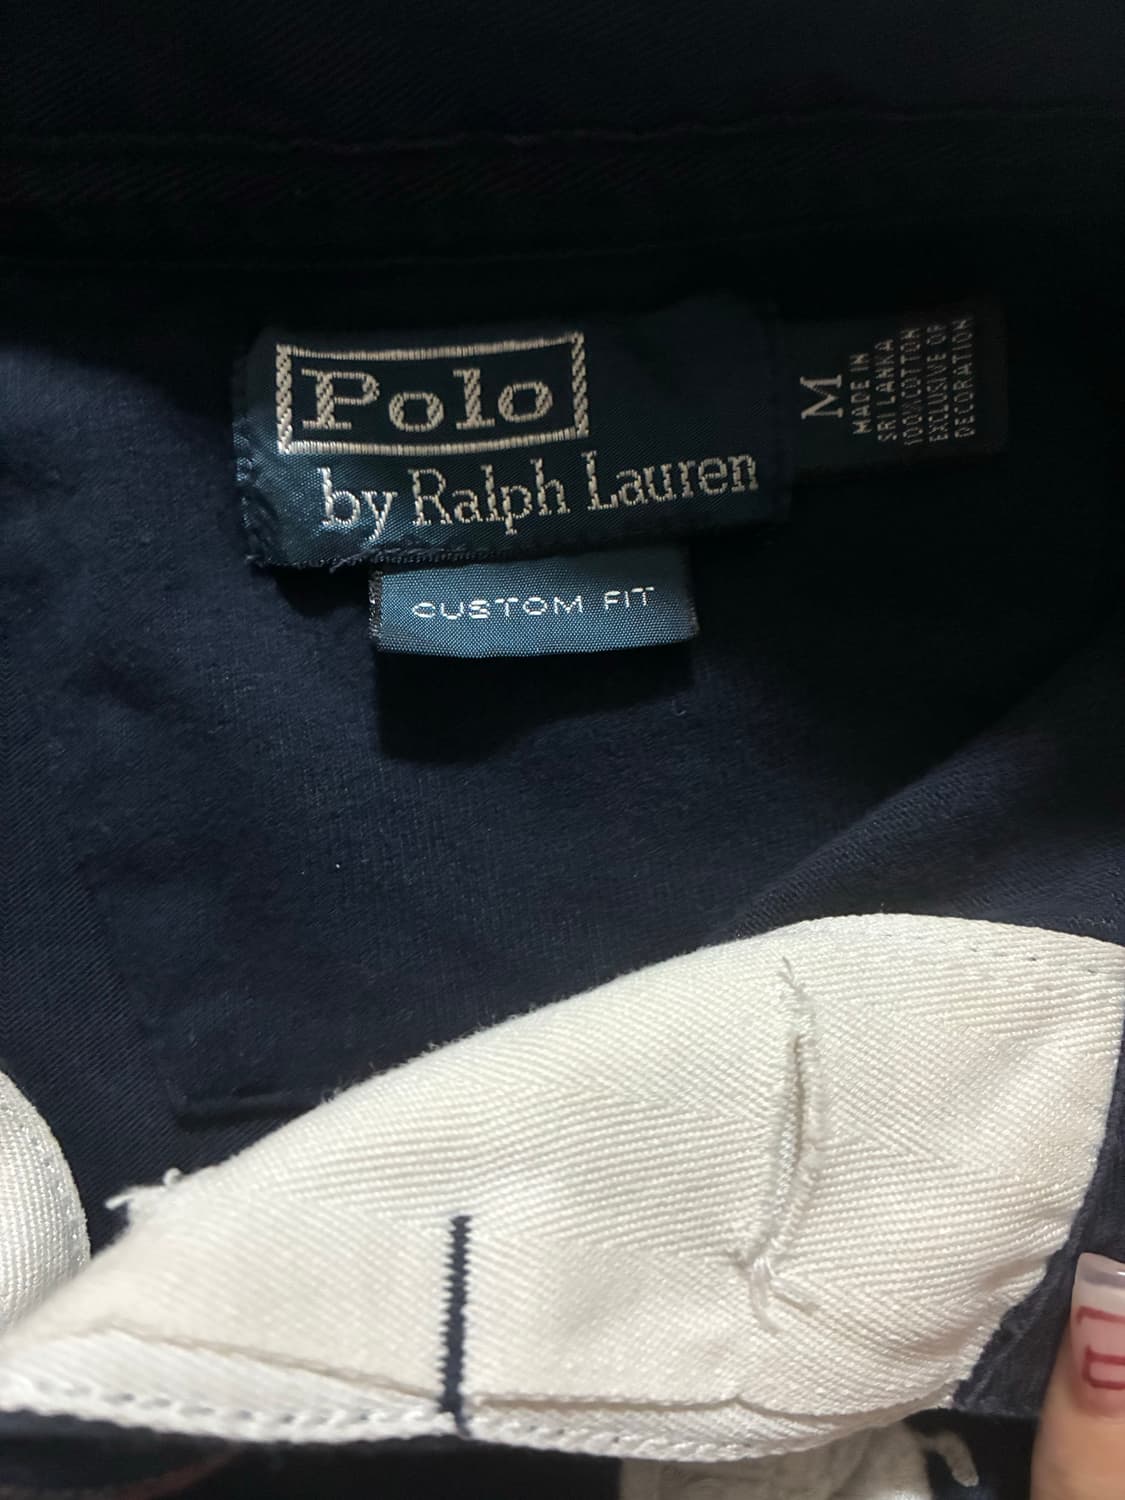 Polo
by Ralph Lauren
CUSTOM FIT
M
MADE IN
SRI LANKA
100%COTTON
EXCLUSIVE OF
DECORATION